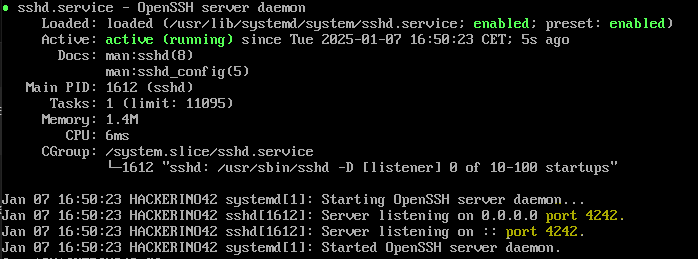 ● sshd.service - OpenSSH server daemon
Loaded: loaded (/usr/lib/systemd/system/sshd.service; enabled; preset: enabled)
Active: active (running) since Tue 2025-01-07 16:50:23 CET; 5s ago
Docs: man:sshd(8)
man:sshd_config(5)
Main PID: 1612 (sshd)
Tasks: 1 (limit: 11095)
Memory: 1.4M
CPU: 6ms
CGroup: /system.slice/sshd.service
└─1612 "sshd: /usr/sbin/sshd -D [listener] 0 of 10-100 startups"
Jan 07 16:50:23 HACKERINO42 systemd[1]: Starting OpenSSH server daemon...
Jan 07 16:50:23 HACKERINO42 sshd[1612]: Server listening on 0.0.0.0 port 4242.
Jan 07 16:50:23 HACKERINO42 sshd[1612]: Server listening on :: port 4242.
Jan 07 16:50:23 HACKERINO42 systemd[1]: Started OpenSSH server daemon.